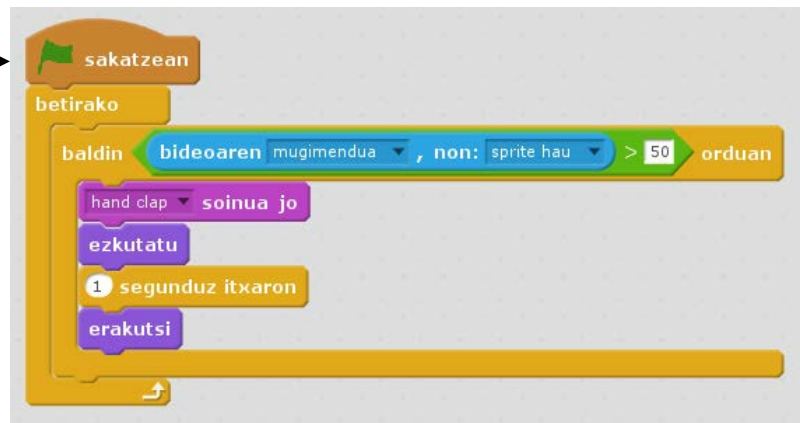 sakatzean
betirako
baldin bideoaren mugimendua , non: sprite hau > 50 orduan
hand clap soinua jo
ezkutatu
1 segunduz itxaron
erakutsi